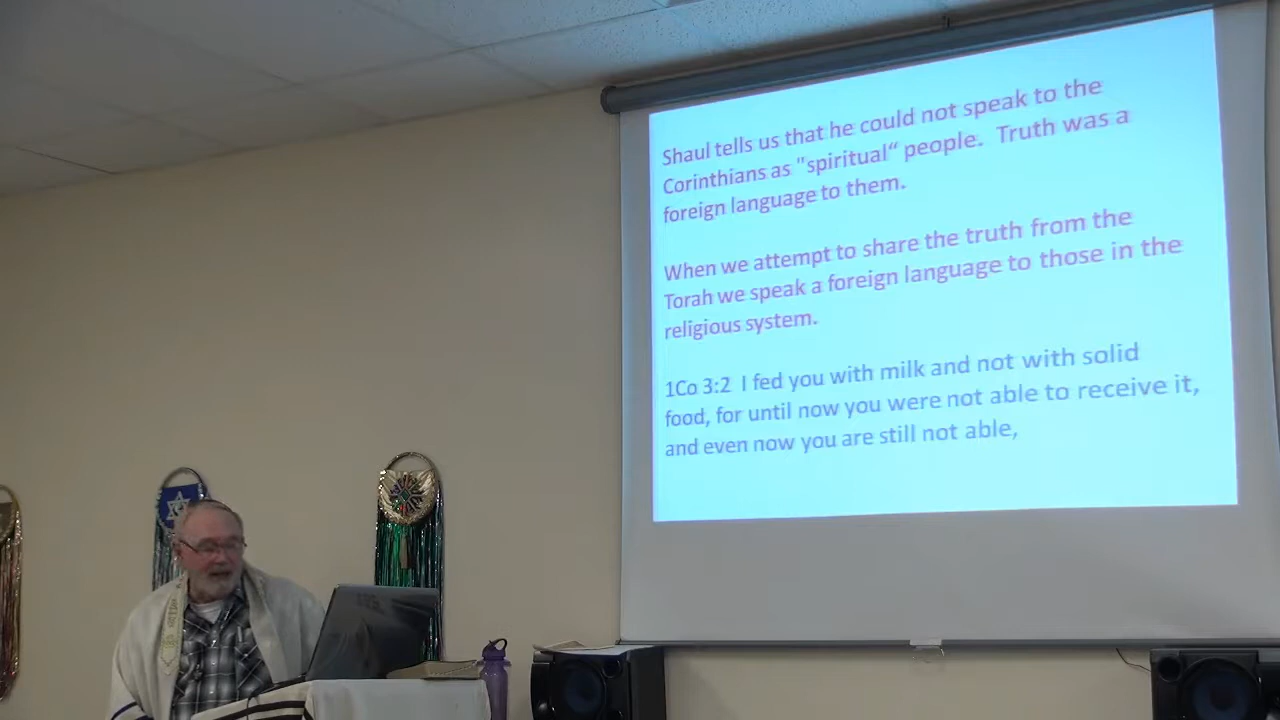 Shaul tells us that he could not speak to the
Corinthians as "spiritual“ people.  Truth was a
foreign language to them.
When we attempt to share the truth from the
Torah we speak a foreign language to those in the
religious system.
1Co 3:2  I fed you with milk and not with solid
food, for until now you were not able to receive it,
and even now you are still not able,